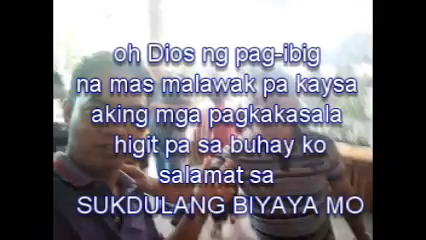 oh Dios ng pag-ibig
na mas malawak pa kaysa
aking mga pagkakasala
higit pa sa buhay ko
salamat sa
SUKDULANG BIYAYA MO